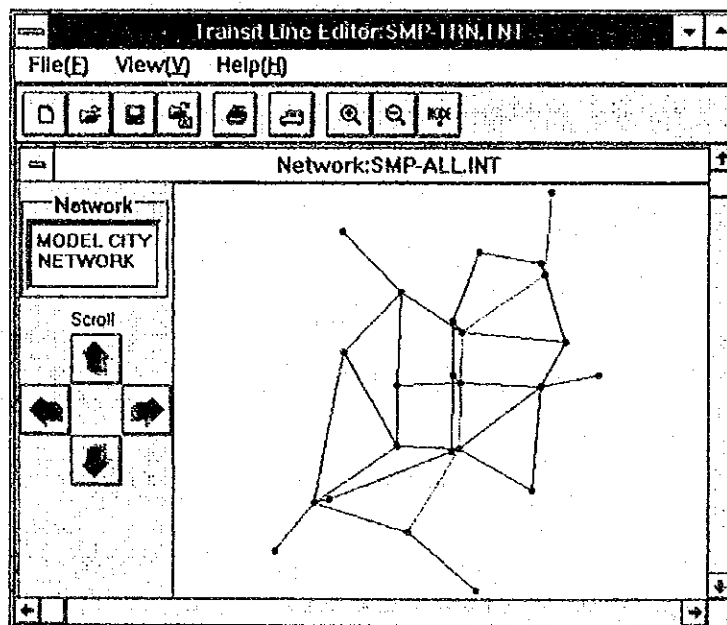 Transit Line Editor:SMP-TRN.INT
File(F) View(V) Help(H)
Network:SMP-ALL.INT
Network
MODEL CITY
NETWORK
Scroll